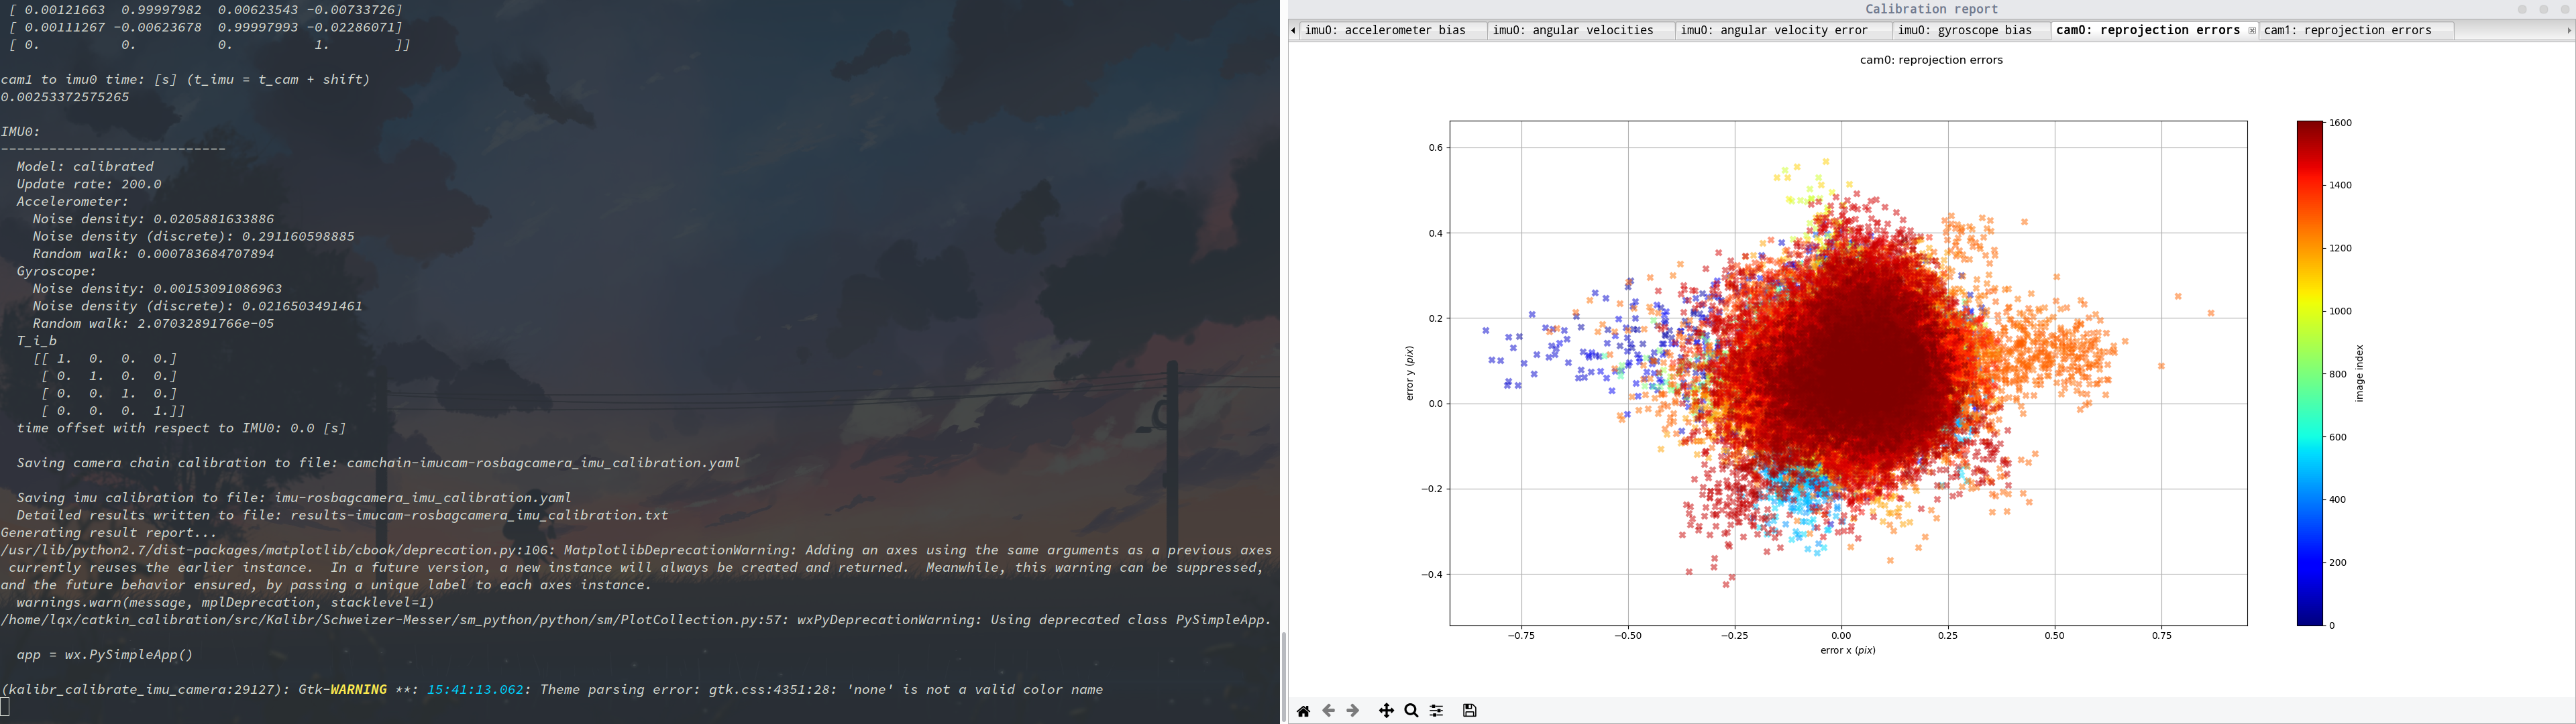 [ 0.00121663  0.99997982  0.00623543 -0.00733726]
[ 0.00111267 -0.00623678  0.99997993 -0.02286071]
[ 0.          0.          0.          1.        ]]
cam1 to imu0 time: [s] (t_imu = t_cam + shift)
0.00253372575265
IMU0:
----------------------------
Model: calibrated
Update rate: 200.0
Accelerometer:
Noise density: 0.0205881633886
Noise density (discrete): 0.291160598885
Random walk: 0.000783684707894
Gyroscope:
Noise density: 0.00153091086963
Noise density (discrete): 0.0216503491461
Random walk: 2.07032891766e-05
T_i_b
[[ 1.  0.  0.  0.]
[ 0.  1.  0.  0.]
[ 0.  0.  1.  0.]
[ 0.  0.  0.  1.]]
time offset with respect to IMU0: 0.0 [s]
Saving camera chain calibration to file: camchain-imucam-rosbagcamera_imu_calibration.yaml
Saving imu calibration to file: imu-rosbagcamera_imu_calibration.yaml
Detailed results written to file: results-imucam-rosbagcamera_imu_calibration.txt
Generating result report...
/usr/lib/python2.7/dist-packages/matplotlib/cbook/deprecation.py:106: MatplotlibDeprecationWarning: Adding an axes using the same arguments as a previous axes
currently reuses the earlier instance.  In a future version, a new instance will always be created and returned.  Meanwhile, this warning can be suppressed,
and the future behavior ensured, by passing a unique label to each axes instance.
warnings.warn(message, mplDeprecation, stacklevel=1)
/home/lqx/catkin_calibration/src/Kalibr/Schweizer-Messer/sm_python/python/sm/PlotCollection.py:57: wxPyDeprecationWarning: Using deprecated class PySimpleApp.
app = wx.PySimpleApp()
(kalibr_calibrate_imu_camera:29127): Gtk-WARNING **: 15:41:13.062: Theme parsing error: gtk.css:4351:28: 'none' is not a valid color name
Calibration report
imu0: accelerometer bias
imu0: angular velocities
imu0: angular velocity error
imu0: gyroscope bias
cam0: reprojection errors
cam1: reprojection errors
cam0: reprojection errors
0.6
0.4
0.2
0.0
−0.2
−0.4
error y (pix)
−0.75
−0.50
−0.25
0.00
0.25
0.50
0.75
error x (pix)
1600
1400
1200
1000
800
600
400
200
0
image index